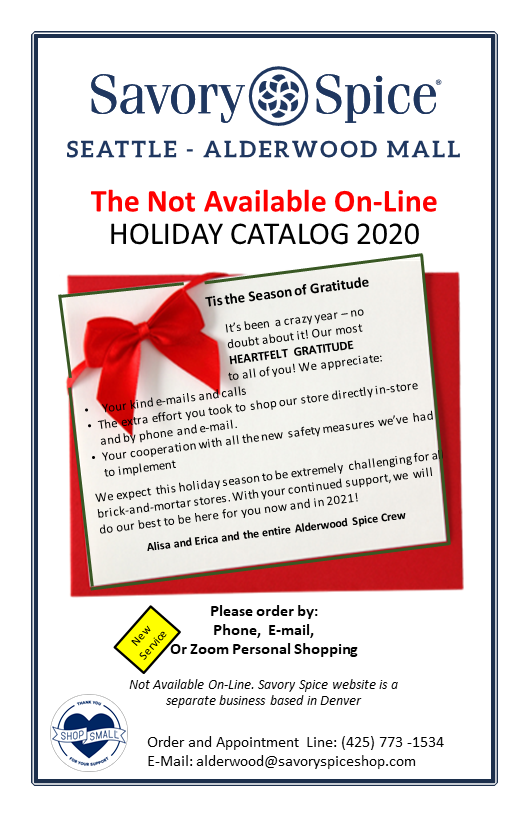 Savory Spice®
SEATTLE - ALDERWOOD MALL
The Not Available On-Line
HOLIDAY CATALOG 2020
Tis the Season of Gratitude
It's been a crazy year – no
doubt about it! Our most
HEARTFELT GRATITUDE
to all of you! We appreciate:
• Your kind e-mails and calls
• The extra effort you took to shop our store directly in-store
and by phone and e-mail.
• Your cooperation with all the new safety measures we've had
to implement
We expect this holiday season to be extremely challenging for all
brick-and-mortar stores. With your continued support, we will
do our best to be here for you now and in 2021!
Alisa and Erica and the entire Alderwood Spice Crew
Please order by:
Phone, E-mail,
Or Zoom Personal Shopping
New
Service
Not Available On-Line. Savory Spice website is a
separate business based in Denver
THANK YOU
SHOP SMALL
FOR YOUR SUPPORT
Order and Appointment Line: (425) 773 -1534
E-Mail: alderwood@savoryspiceshop.com